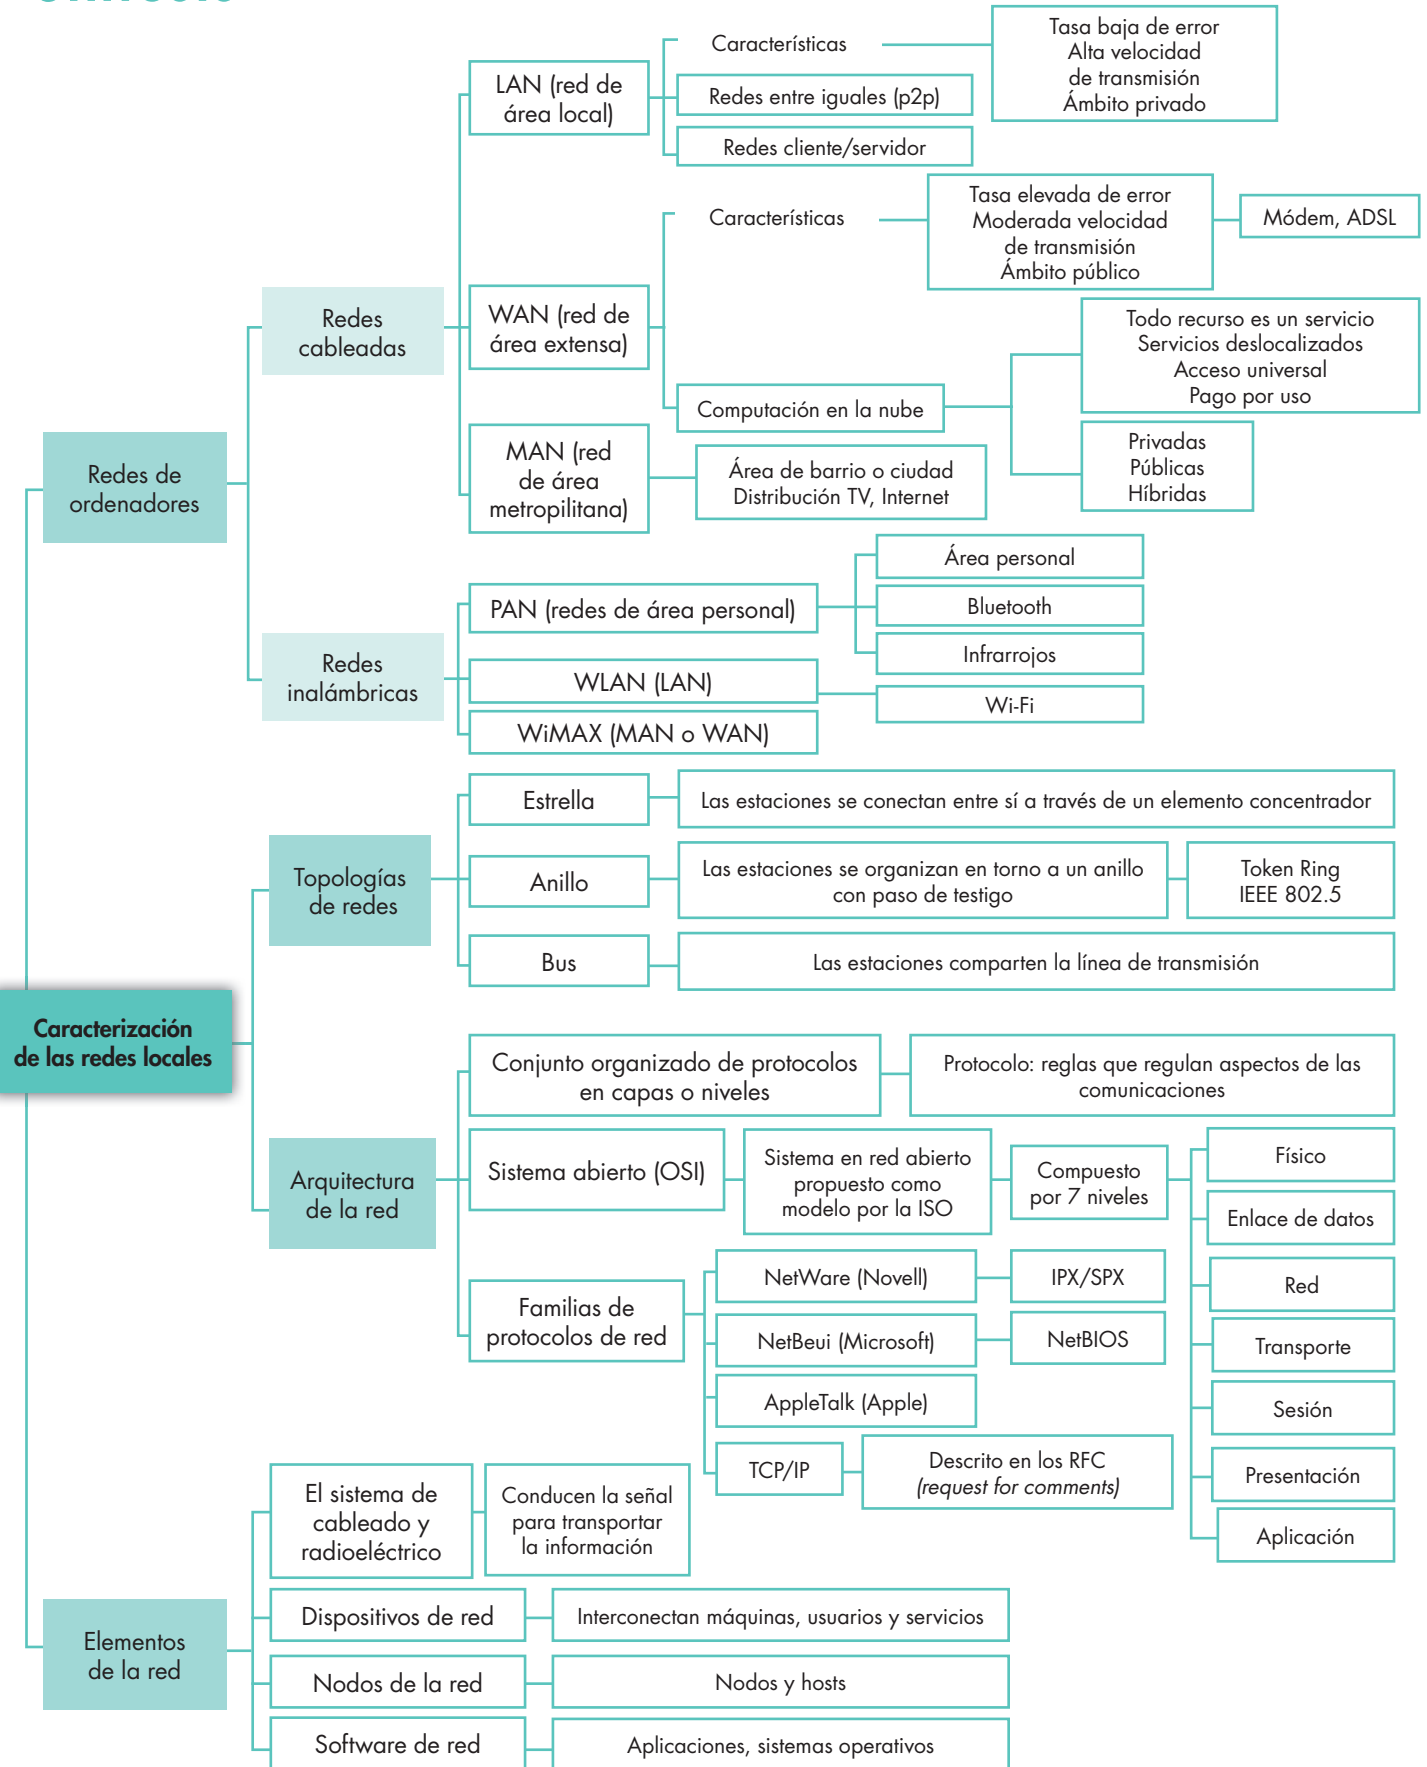 Características
Tasa baja de error
Alta velocidad
de transmisión
Ámbito privado
LAN (red de
área local)
Redes entre iguales (p2p)
Redes cliente/servidor
Características
Tasa elevada de error
Moderada velocidad
de transmisión
Ámbito público
Módem, ADSL
Redes
cableadas
WAN (red de
área extensa)
Todo recurso es un servicio
Servicios deslocalizados
Acceso universal
Pago por uso
Computación en la nube
Privadas
Públicas
Híbridas
MAN (red
de área
metropilitana)
Área de barrio o ciudad
Distribución TV, Internet
Redes de
ordenadores
Área personal
PAN (redes de área personal)
Bluetooth
Infrarrojos
Redes
inalámbricas
WLAN (LAN)
Wi-Fi
WiMAX (MAN o WAN)
Estrella
Las estaciones se conectan entre sí a través de un elemento concentrador
Topologías
de redes
Anillo
Las estaciones se organizan en torno a un anillo
con paso de testigo
Token Ring
IEEE 802.5
Bus
Las estaciones comparten la línea de transmisión
Caracterización
de las redes locales
Conjunto organizado de protocolos
en capas o niveles
Protocolo: reglas que regulan aspectos de las
comunicaciones
Arquitectura
de la red
Sistema abierto (OSI)
Sistema en red abierto
propuesto como
modelo por la ISO
Compuesto
por 7 niveles
Físico
Enlace de datos
Red
Transporte
Sesión
Presentación
Aplicación
Familias de
protocolos de red
NetWare (Novell)
IPX/SPX
NetBeui (Microsoft)
NetBIOS
AppleTalk (Apple)
TCP/IP
Descrito en los RFC
(request for comments)
El sistema de
cableado y
radioeléctrico
Conducen la señal
para transportar
la información
Elementos
de la red
Dispositivos de red
Interconectan máquinas, usuarios y servicios
Nodos de la red
Nodos y hosts
Software de red
Aplicaciones, sistemas operativos